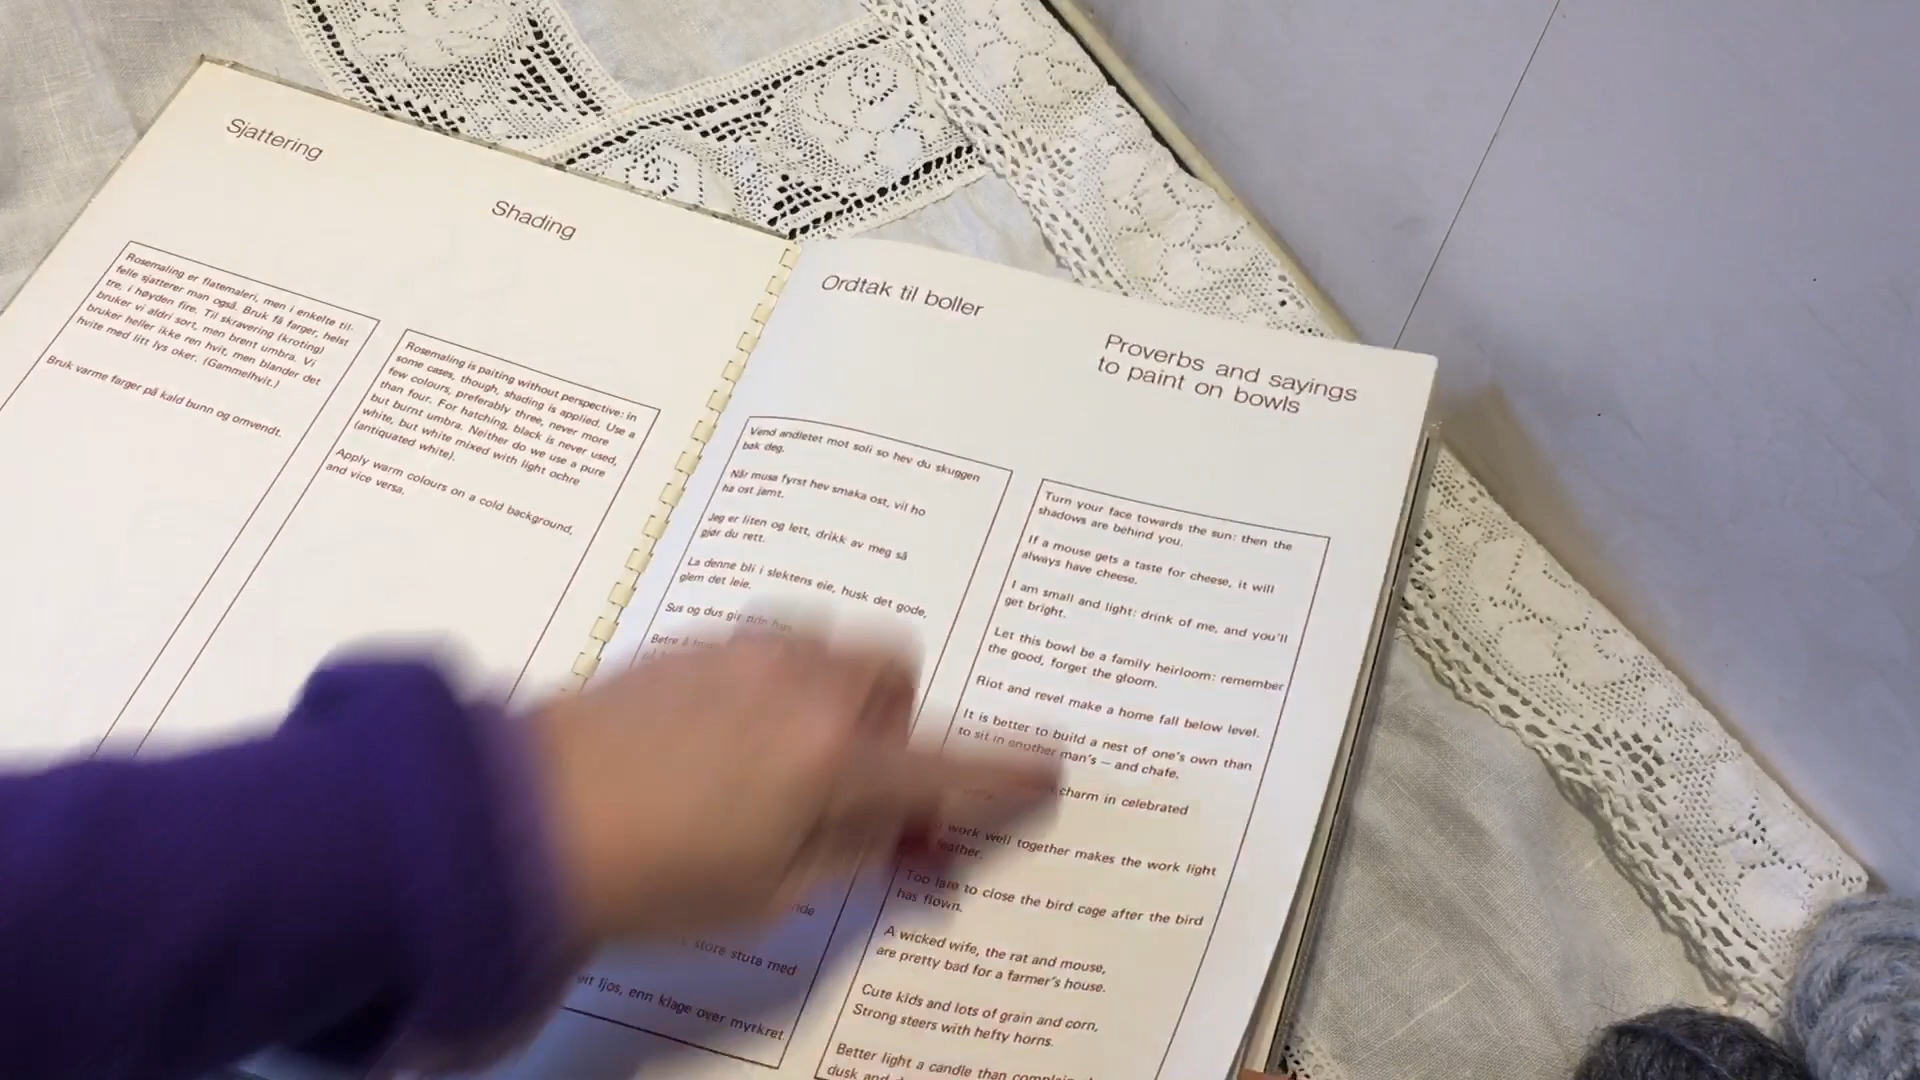 Sjattering
Shading
Rosemaling er flatemaleri, men i enkelte til-
felle sjatterer man også. Bruk få farger, helst
tre, i høyden fire. Til skravering (kroting)
bruker vi aldri sort, men brent umbra. Vi
bruker heller ikke ren hvit, men blander det
hvite med litt lys oker. (Gammelhvit.)
Bruk varme farger på kald bunn og omvendt.
Rosemaling is paiting without perspective: in
some cases, though, shading is applied. Use a
few colours, preferably three, never more
than four. For hatching, black is never used,
but burnt umbra. Neither do we use a pure
white, but white mixed with light ochre
(antiquated white).
Apply warm colours on a cold background,
and vice versa.
Ordtak til boller
Proverbs and sayings
to paint on bowls
Vend andletet mot soli so hev du skuggen
bak deg.
Når musa fyrst hev smaka ost, vil ho
ha ost jamt.
Jeg er liten og lett, drikk av meg så
gjør du rett.
La denne bli i slektens eie, husk det gode,
glem det leie.
Sus og dus gir
Betre å
store stuta med
ljos, enn klage over myrkret.
Turn your face towards the sun: then the
shadows are behind you.
If a mouse gets a taste for cheese, it will
always have cheese.
I am small and light: drink of me, and you'll
get bright.
Let this bowl be a family heirloom: remember
the good, forget the gloom.
Riot and revel make a home fall below level.
It is better to build a nest of one's own than
to sit in another man's — and chafe.
charm in celebrated
work well together makes the work light
feather.
Too late to close the bird cage after the bird
has flown.
A wicked wife, the rat and mouse,
are pretty bad for a farmer's house.
Cute kids and lots of grain and corn,
Strong steers with hefty horns.
Better light a candle than
dusk and